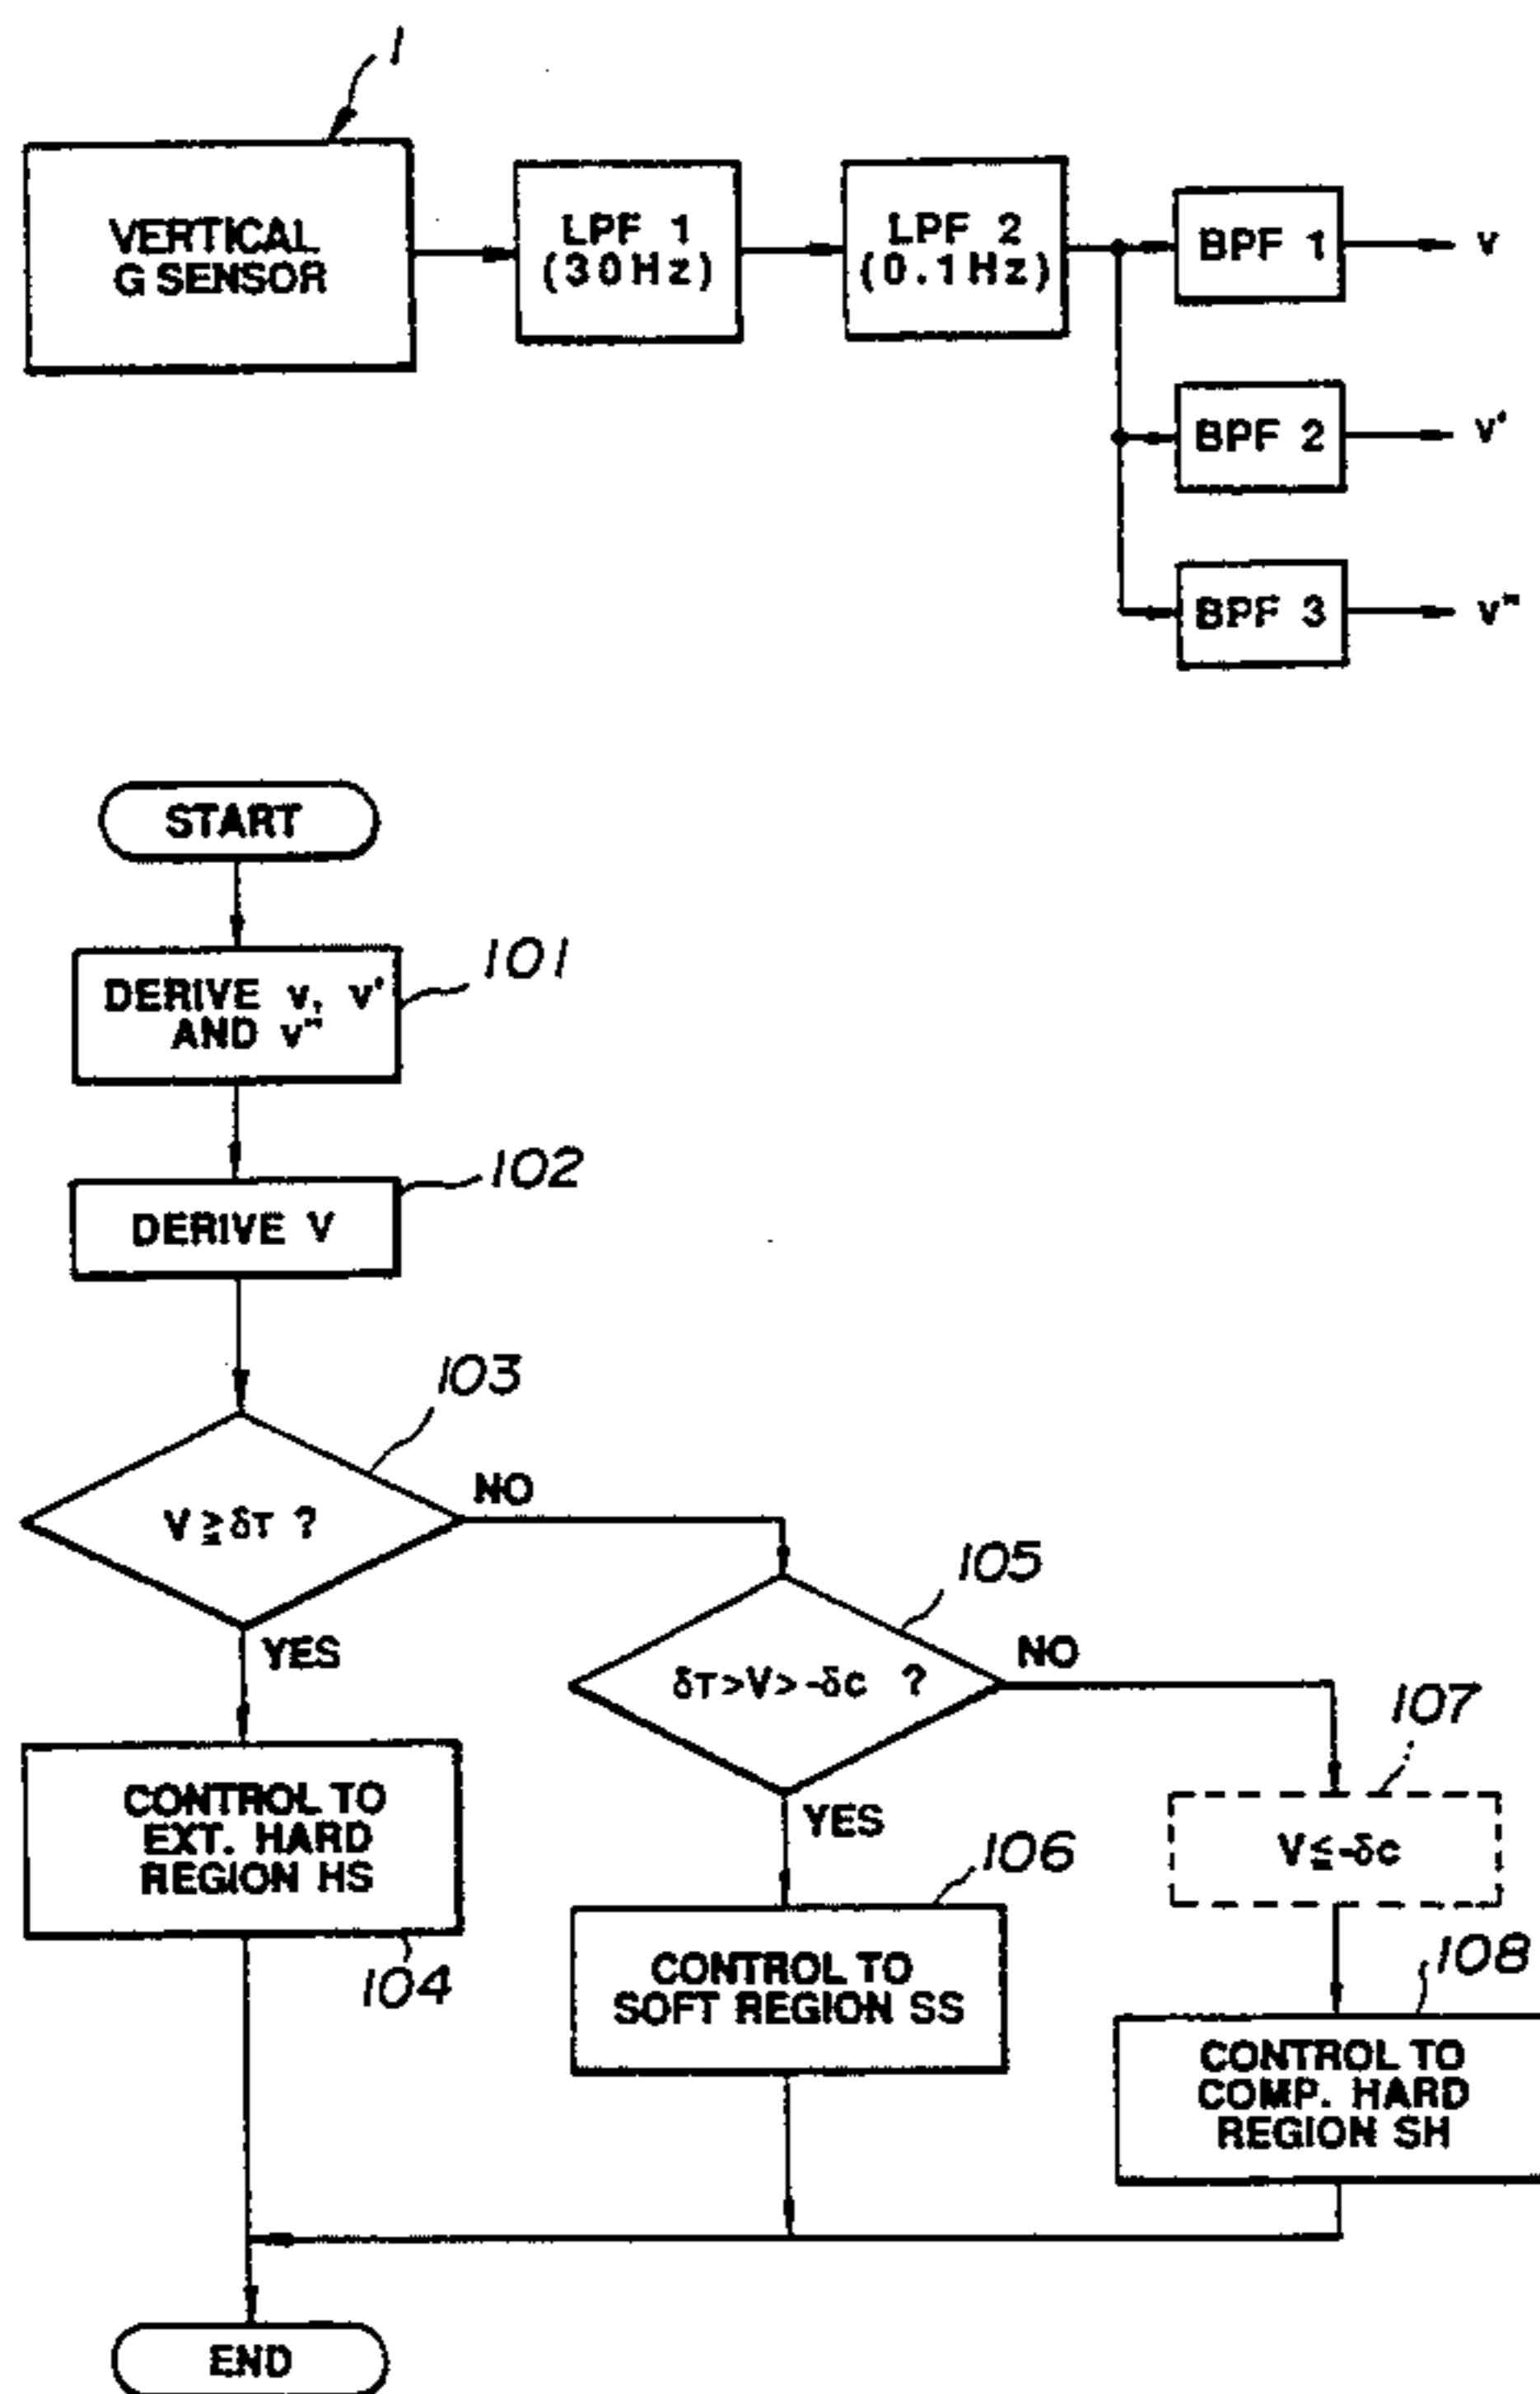 1
VERTICAL
G SENSOR
LPF 1
(30Hz)
LPF 2
(0.1Hz)
BPF 1
v
BPF 2
v'
BPF 3
v"
START
101
DERIVE v, v'
AND v"
102
DERIVE V
103
V≧δT ?
NO
YES
105
δT>V>-δC ?
NO
YES
107
V≦-δC
CONTROL TO
EXT. HARD
REGION HS
104
106
CONTROL TO
SOFT REGION SS
108
CONTROL TO
COMP. HARD
REGION SH
END